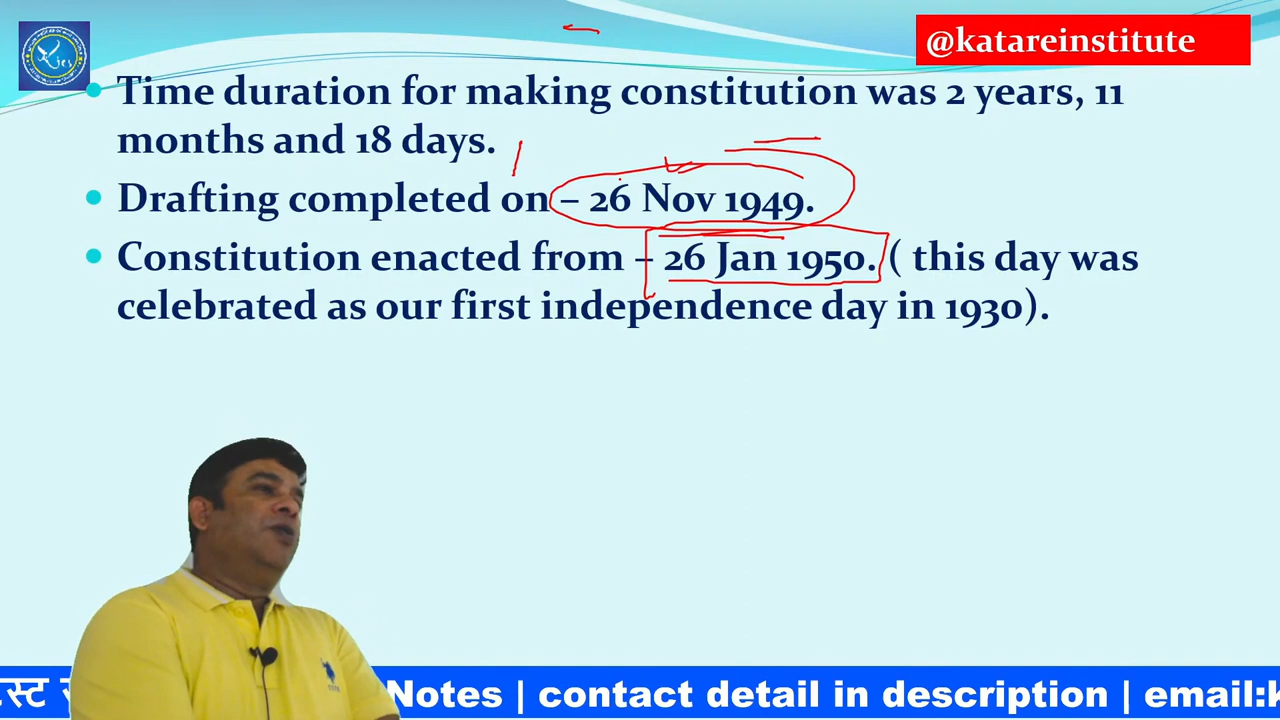 @katareinstitute
Time duration for making constitution was 2 years, 11
months and 18 days.
Drafting completed on – 26 Nov 1949.
Constitution enacted from – 26 Jan 1950. ( this day was
celebrated as our first independence day in 1930).
Notes | contact detail in description | email: